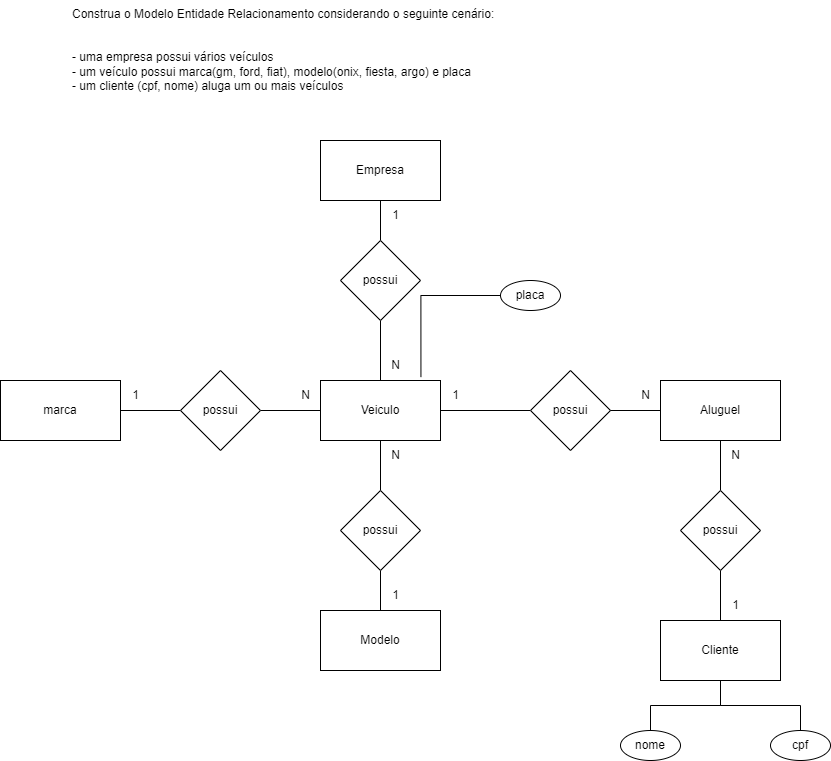 Construa o Modelo Entidade Relacionamento considerando o seguinte cenário:
- uma empresa possui vários veículos
- um veículo possui marca(gm, ford, fiat), modelo(onix, fiesta, argo) e placa
- um cliente (cpf, nome) aluga um ou mais veículos
Empresa
1
possui
placa
N
marca
1
possui
N
Veiculo
1
possui
N
Aluguel
N
N
possui
possui
1
1
Modelo
Cliente
nome
cpf